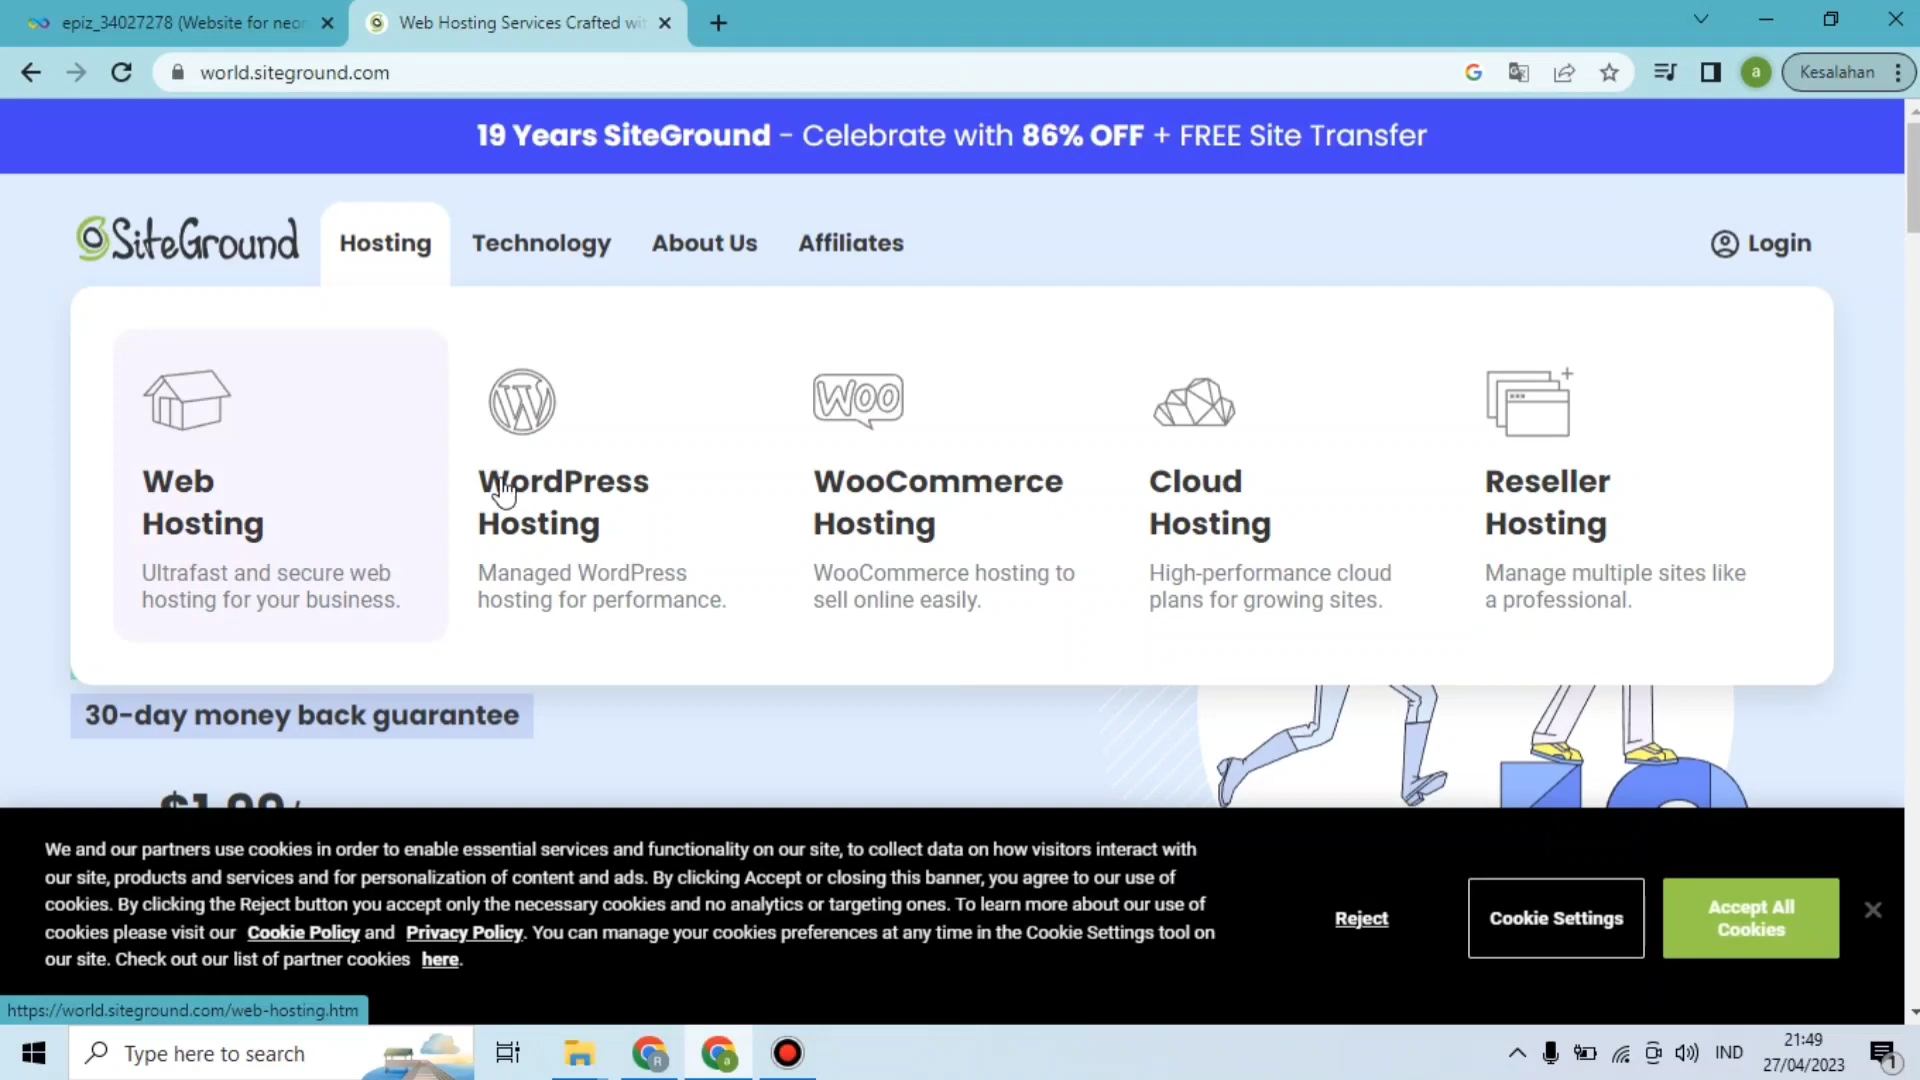 epiz_34027278 (Website for neon
Web Hosting Services Crafted wit
world.siteground.com
Kesalahan
19 Years SiteGround - Celebrate with 86% OFF + FREE Site Transfer
SiteGround
Hosting
Technology
About Us
Affiliates
Login
Web
Hosting
Ultrafast and secure web
hosting for your business.
WordPress
Hosting
Managed WordPress
hosting for performance.
WOO
WooCommerce
Hosting
WooCommerce hosting to
sell online easily.
Cloud
Hosting
High-performance cloud
plans for growing sites.
Reseller
Hosting
Manage multiple sites like
a professional.
30-day money back guarantee
We and our partners use cookies in order to enable essential services and functionality on our site, to collect data on how visitors interact with
our site, products and services and for personalization of content and ads. By clicking Accept or closing this banner, you agree to our use of
cookies. By clicking the Reject button you accept only the necessary cookies and no analytics or targeting ones. To learn more about our use of
cookies please visit our Cookie Policy and Privacy Policy. You can manage your cookies preferences at any time in the Cookie Settings tool on
our site. Check out our list of partner cookies here.
Reject
Cookie Settings
Accept All
Cookies
https://world.siteground.com/web-hosting.htm
Type here to search
IND
21:49
27/04/2023
1